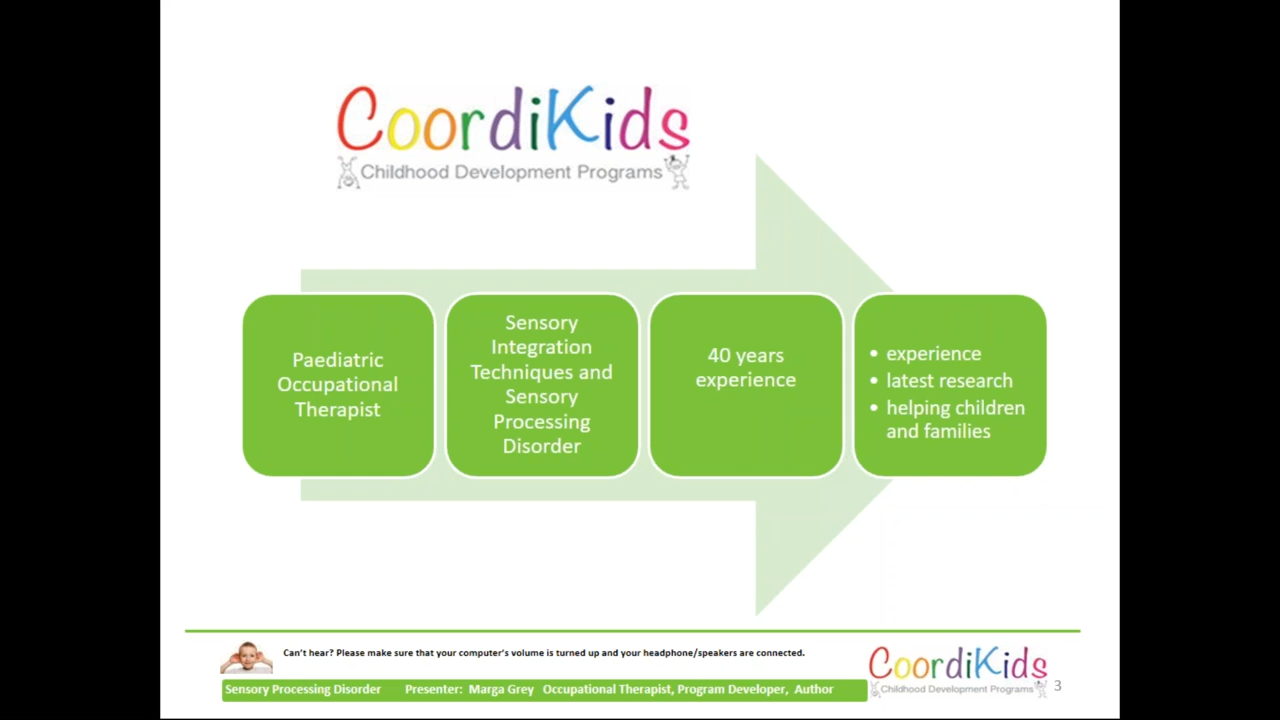 CoordiKids
Childhood Development Programs
Paediatric
Occupational
Therapist
Sensory
Integration
Techniques and
Sensory
Processing
Disorder
40 years
experience
• experience
• latest research
• helping children
and families
Can't hear? Please make sure that your computer's volume is turned up and your headphone/speakers are connected.
Sensory Processing Disorder Presenter: Marga Grey Occupational Therapist, Program Developer, Author
CoordiKids
Childhood Development Programs
3